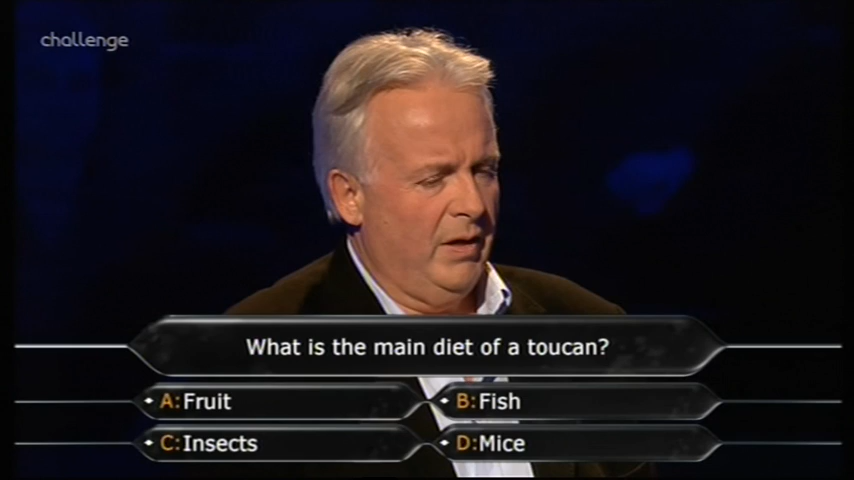 challenge
What is the main diet of a toucan?
A: Fruit
B: Fish
C: Insects
D: Mice